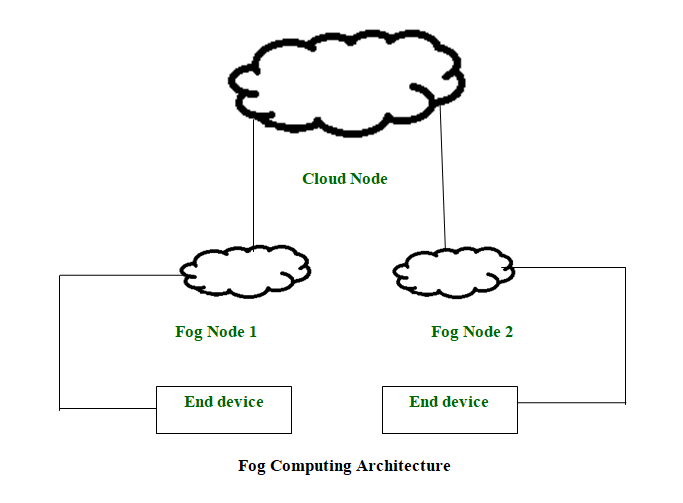 Cloud Node
Fog Node 1
Fog Node 2
End device
End device
Fog Computing Architecture